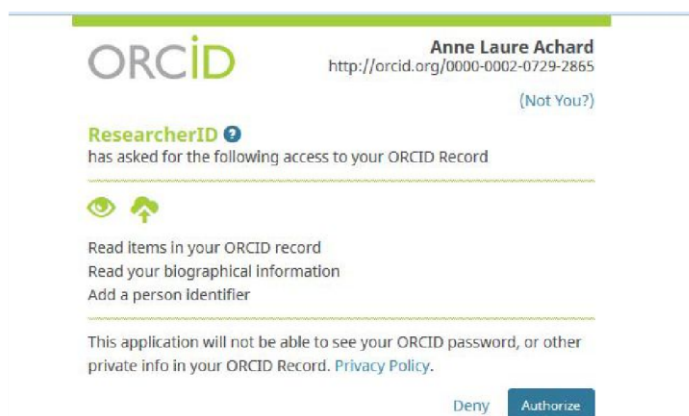 ORCiD
Anne Laure Achard
http://orcid.org/0000-0002-0729-2865
(Not You?)
ResearcherID ?
has asked for the following access to your ORCID Record
Read items in your ORCID record
Read your biographical information
Add a person identifier
This application will not be able to see your ORCID password, or other
private info in your ORCID Record. Privacy Policy.
Deny Authorize